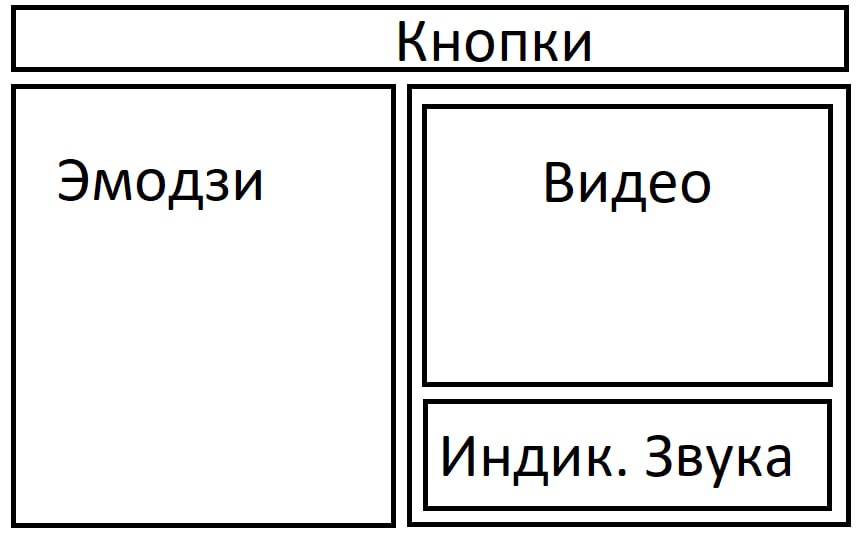 Кнопки
Эмодзи
Видео
Индик. Звука